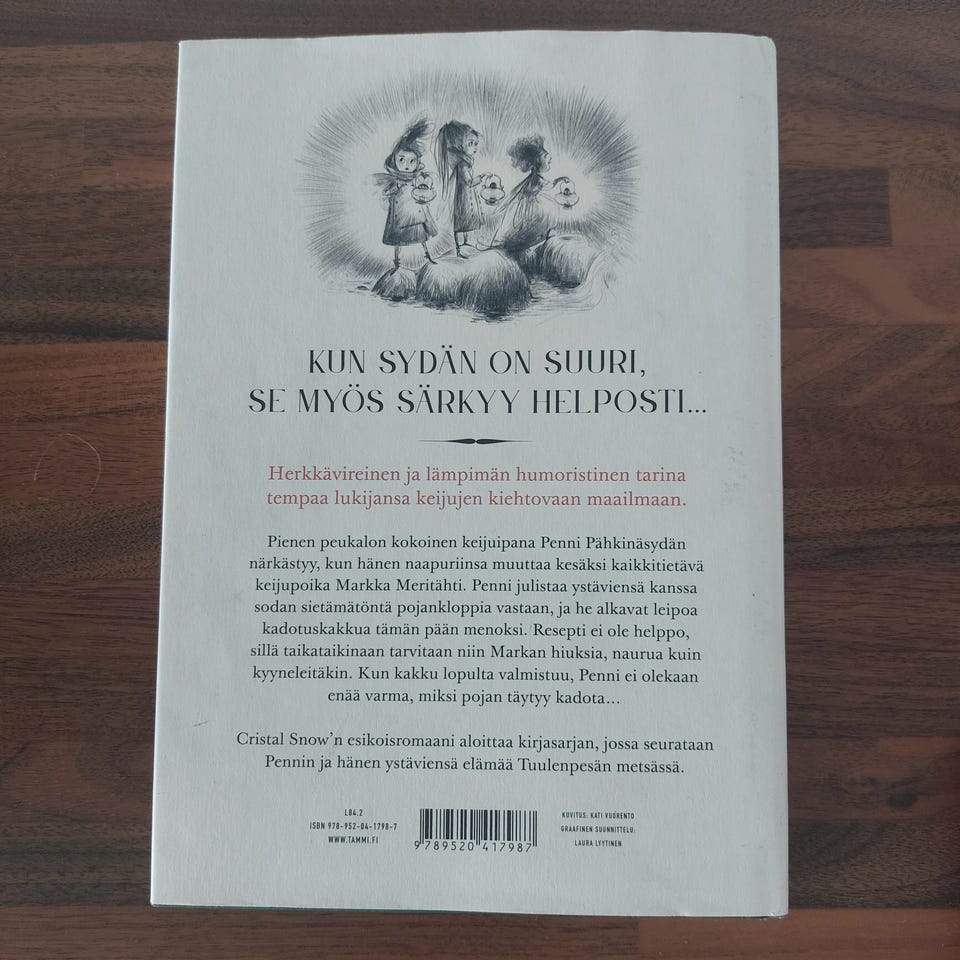 KUN SYDÄN ON SUURI,
SE MYÖS SÄRKYY HELPOSTI...
Herkkävireinen ja lämpimän humoristinen tarina
tempaa lukijansa keijujen kiehtovaan maailmaan.
Pienen peukalon kokoinen keijuipana Penni Pähkinäsydän
närkästyy, kun hänen naapuriinsa muuttaa kesäksi kaikkitietävä
keijupoika Markka Meritähti. Penni julistaa ystäviensä kanssa
sodan sietämätöntä pojankloppia vastaan, ja he alkavat leipoa
kadotuskakkua tämän pään menoksi. Resepti ei ole helppo,
sillä taikataikinaan tarvitaan niin Markan hiuksia, naurua kuin
kyyneleitäkin. Kun kakku lopulta valmistuu, Penni ei olekaan
enää varma, miksi pojan täytyy kadota...
Cristal Snow'n esikoisromaani aloittaa kirjasarjan, jossa seurataan
Pennin ja hänen ystäviensä elämää Tuulenpesän metsässä.
L84.2
ISBN 978-952-04-1798-7
WWW.TAMMI.FI
9 789520 417987
KUVITUS: KATI VUORENTO
GRAAFINEN SUUNNITTELU:
LAURA LYYTINEN